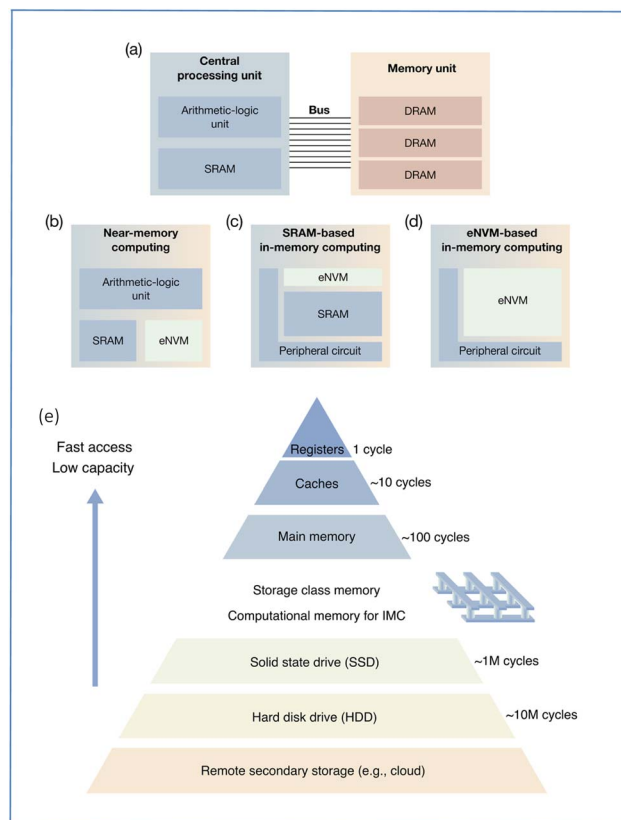 (a)
Central
processing unit
Arithmetic-logic
unit
SRAM
Bus
Memory unit
DRAM
DRAM
DRAM
(b)
Near-memory
computing
Arithmetic-logic
unit
SRAM
eNVM
(c)
SRAM-based
in-memory computing
eNVM
SRAM
Peripheral circuit
(d)
eNVM-based
in-memory computing
eNVM
Peripheral circuit
(e)
Fast access
Low capacity
Registers
1 cycle
Caches
~10 cycles
Main memory
~100 cycles
Storage class memory
Computational memory for IMC
Solid state drive (SSD)
~1M cycles
Hard disk drive (HDD)
~10M cycles
Remote secondary storage (e.g., cloud)